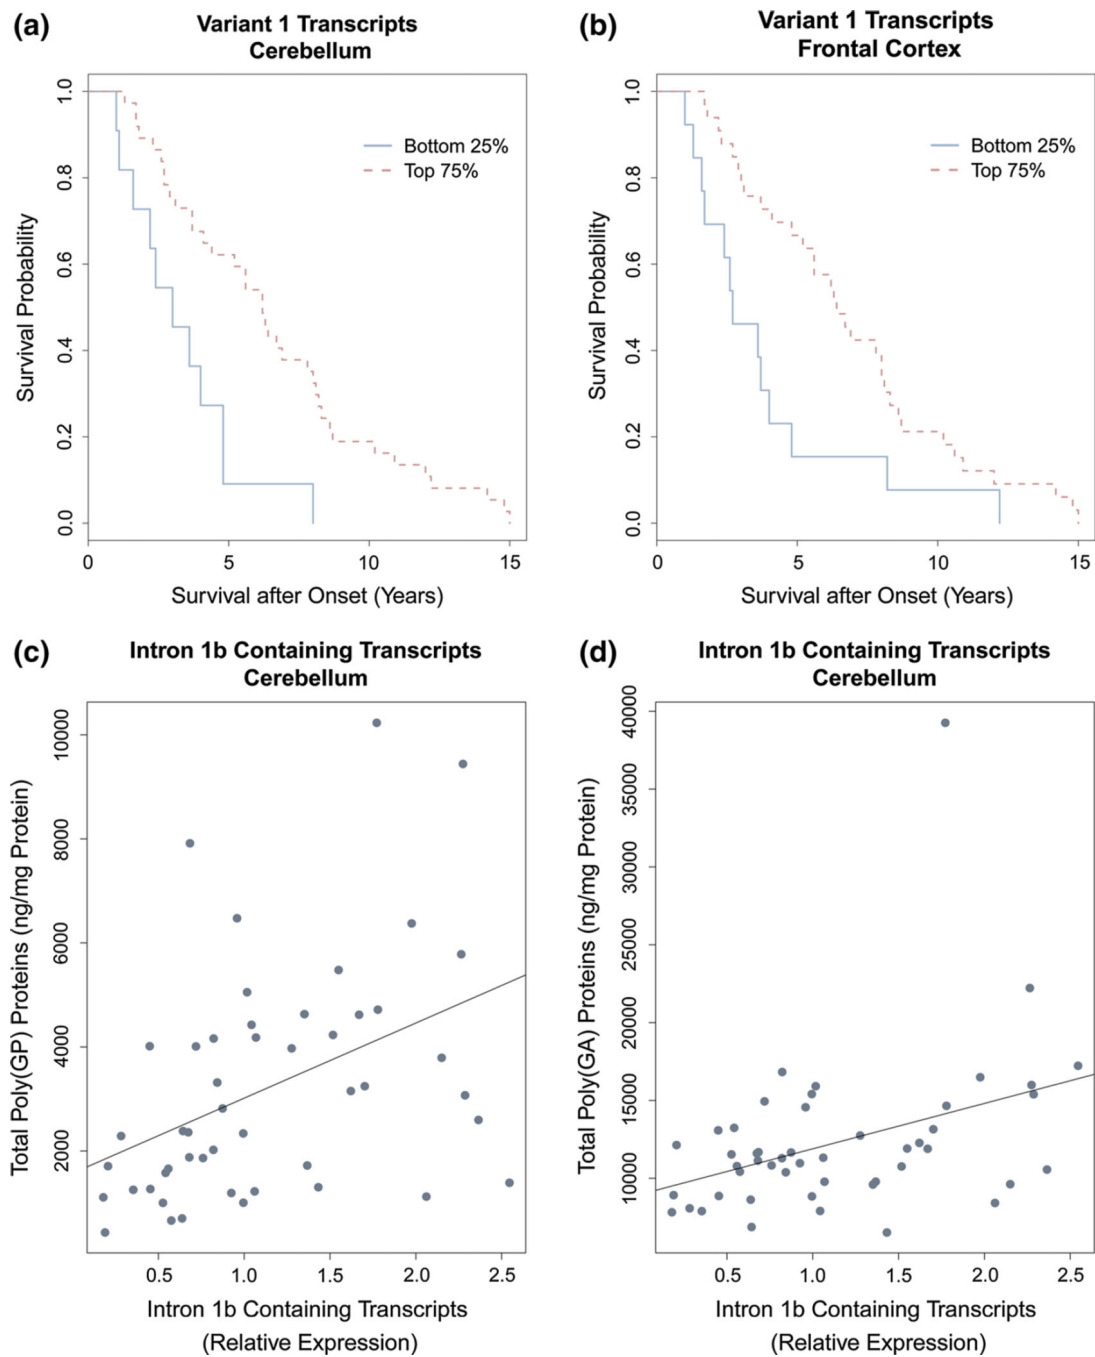 (a)
Variant 1 Transcripts
Cerebellum
Survival Probability
1.0
0.8
0.6
0.4
0.2
0.0
Bottom 25%
Top 75%
0 5 10 15
Survival after Onset (Years)
(b)
Variant 1 Transcripts
Frontal Cortex
Survival Probability
1.0
0.8
0.6
0.4
0.2
0.0
Bottom 25%
Top 75%
0 5 10 15
Survival after Onset (Years)
(c)
Intron 1b Containing Transcripts
Cerebellum
Total Poly(GP) Proteins (ng/mg Protein)
10000
8000
6000
4000
2000
0.5 1.0 1.5 2.0 2.5
Intron 1b Containing Transcripts
(Relative Expression)
(d)
Intron 1b Containing Transcripts
Cerebellum
Total Poly(GA) Proteins (ng/mg Protein)
40000
35000
30000
25000
20000
15000
10000
0.5 1.0 1.5 2.0 2.5
Intron 1b Containing Transcripts
(Relative Expression)